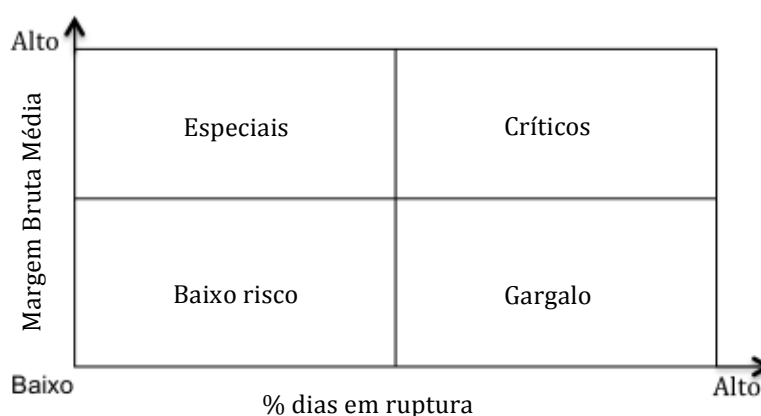 Alto
Margem Bruta Média
Especiais
Críticos
Baixo risco
Gargalo
Baixo
% dias em ruptura
Alto